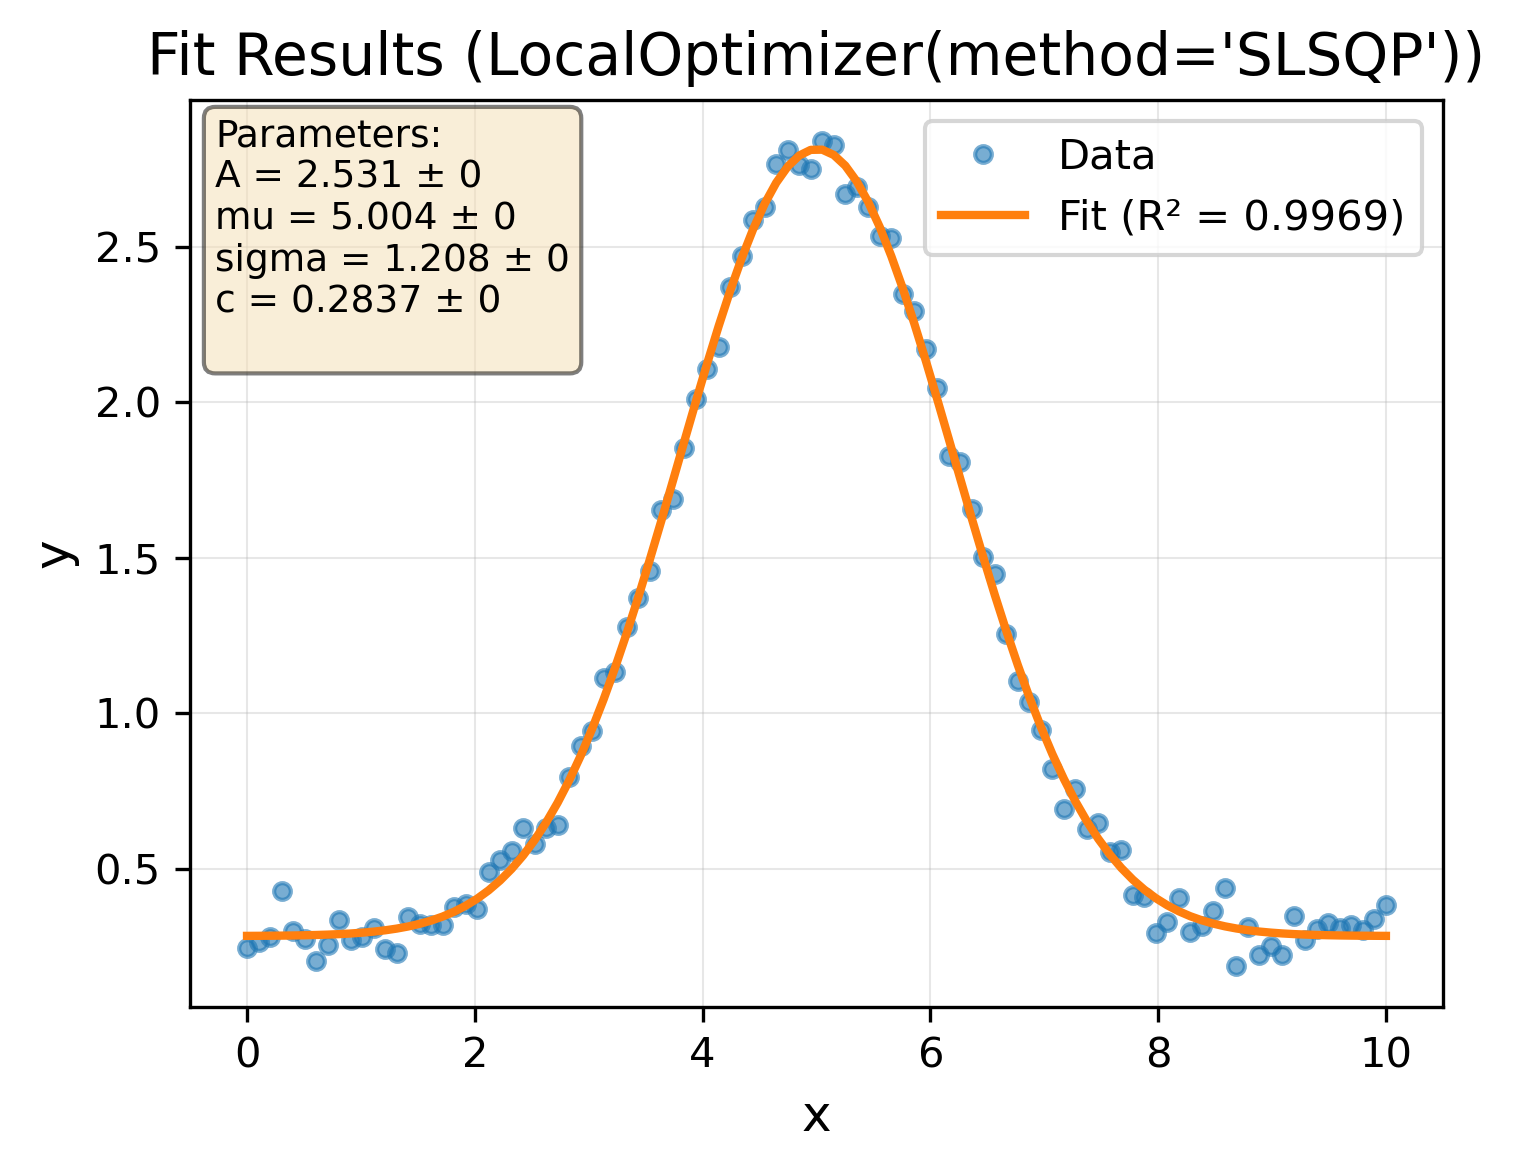 Fit Results (LocalOptimizer(method='SLSQP'))
Parameters:
A = 2.531 ± 0
mu = 5.004 ± 0
sigma = 1.208 ± 0
c = 0.2837 ± 0
Data
Fit (R² = 0.9969)
y
2.5
2.0
1.5
1.0
0.5
0 2 4 6 8 10
x